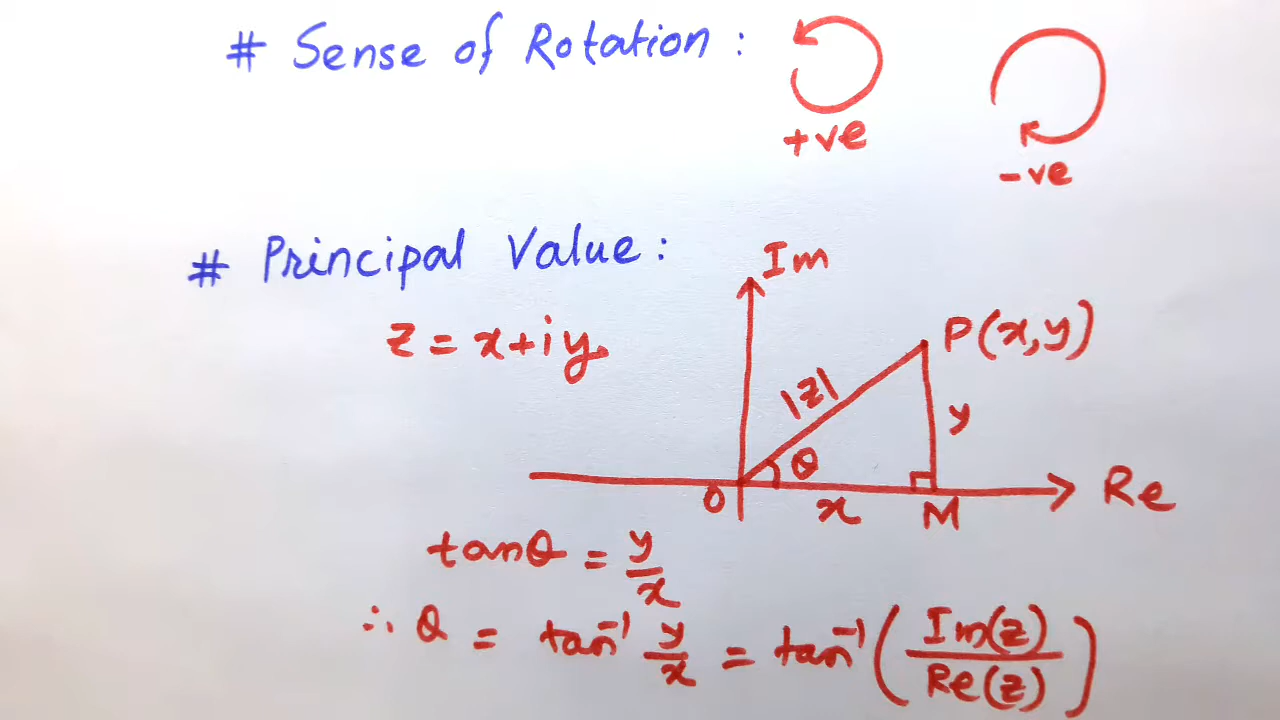 # Sense of Rotation :
+ve
-ve
# Principal Value :
Im
z = x+iy
P(x,y)
|z|
y
θ
O
x
M
Re
tanθ = y/x
∴ θ = tan⁻¹ y/x = tan⁻¹ ( Im(z) / Re(z) )